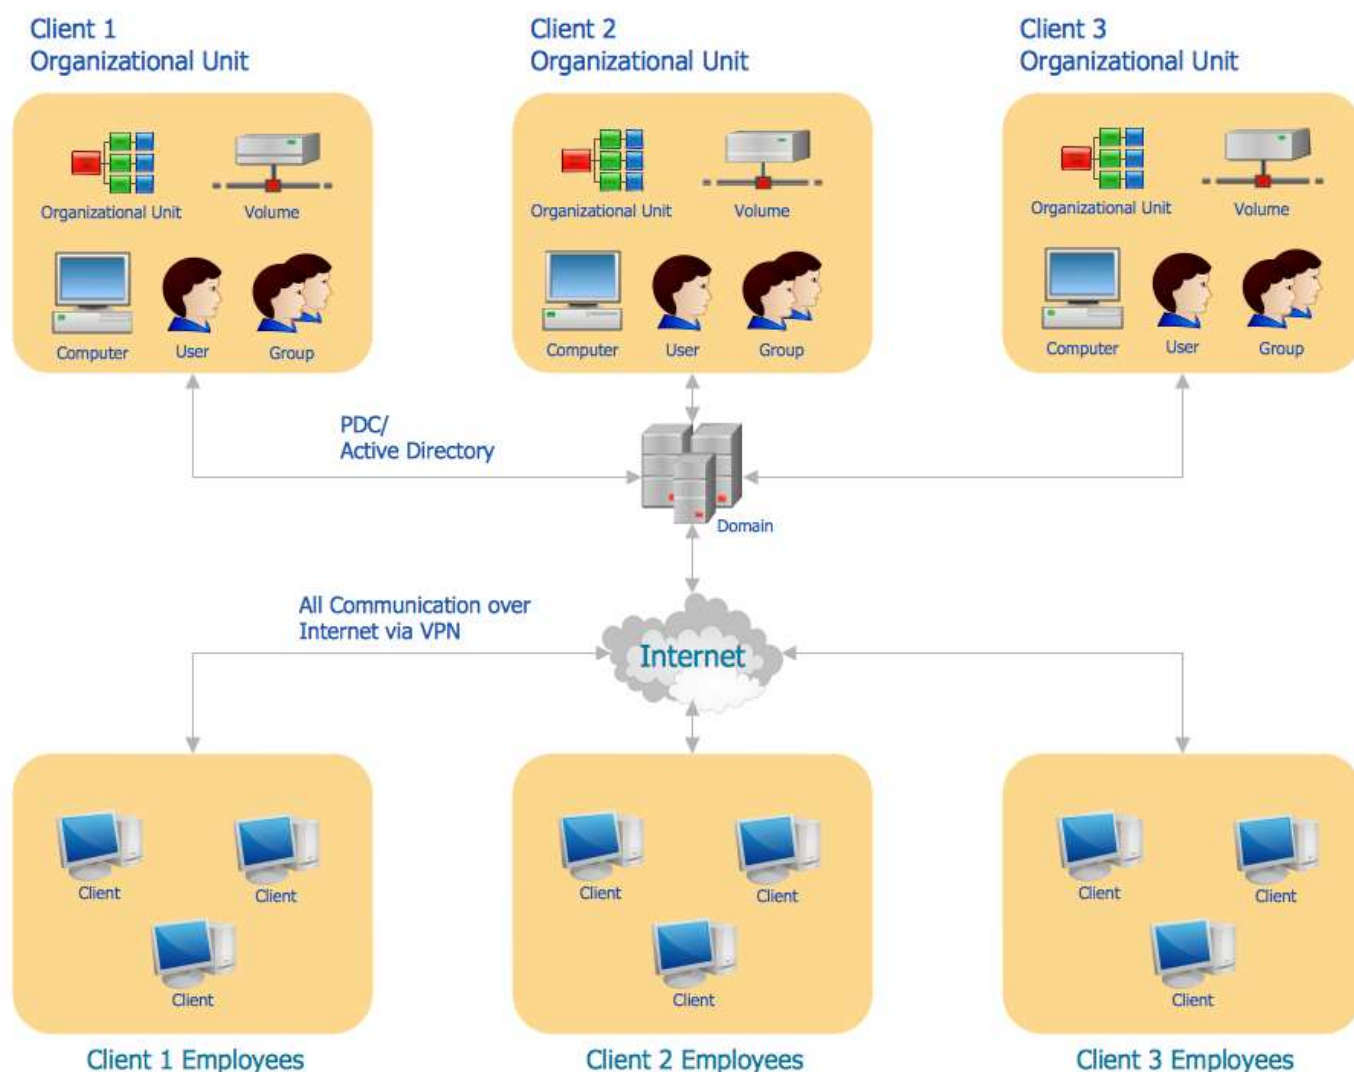 Client 1
Organizational Unit
Client 2
Organizational Unit
Client 3
Organizational Unit
Organizational Unit
Volume
Computer
User
Group
Organizational Unit
Volume
Computer
User
Group
Organizational Unit
Volume
Computer
User
Group
PDC/
Active Directory
Domain
All Communication over
Internet via VPN
Internet
Client
Client
Client
Client
Client
Client
Client
Client
Client
Client 1 Employees
Client 2 Employees
Client 3 Employees